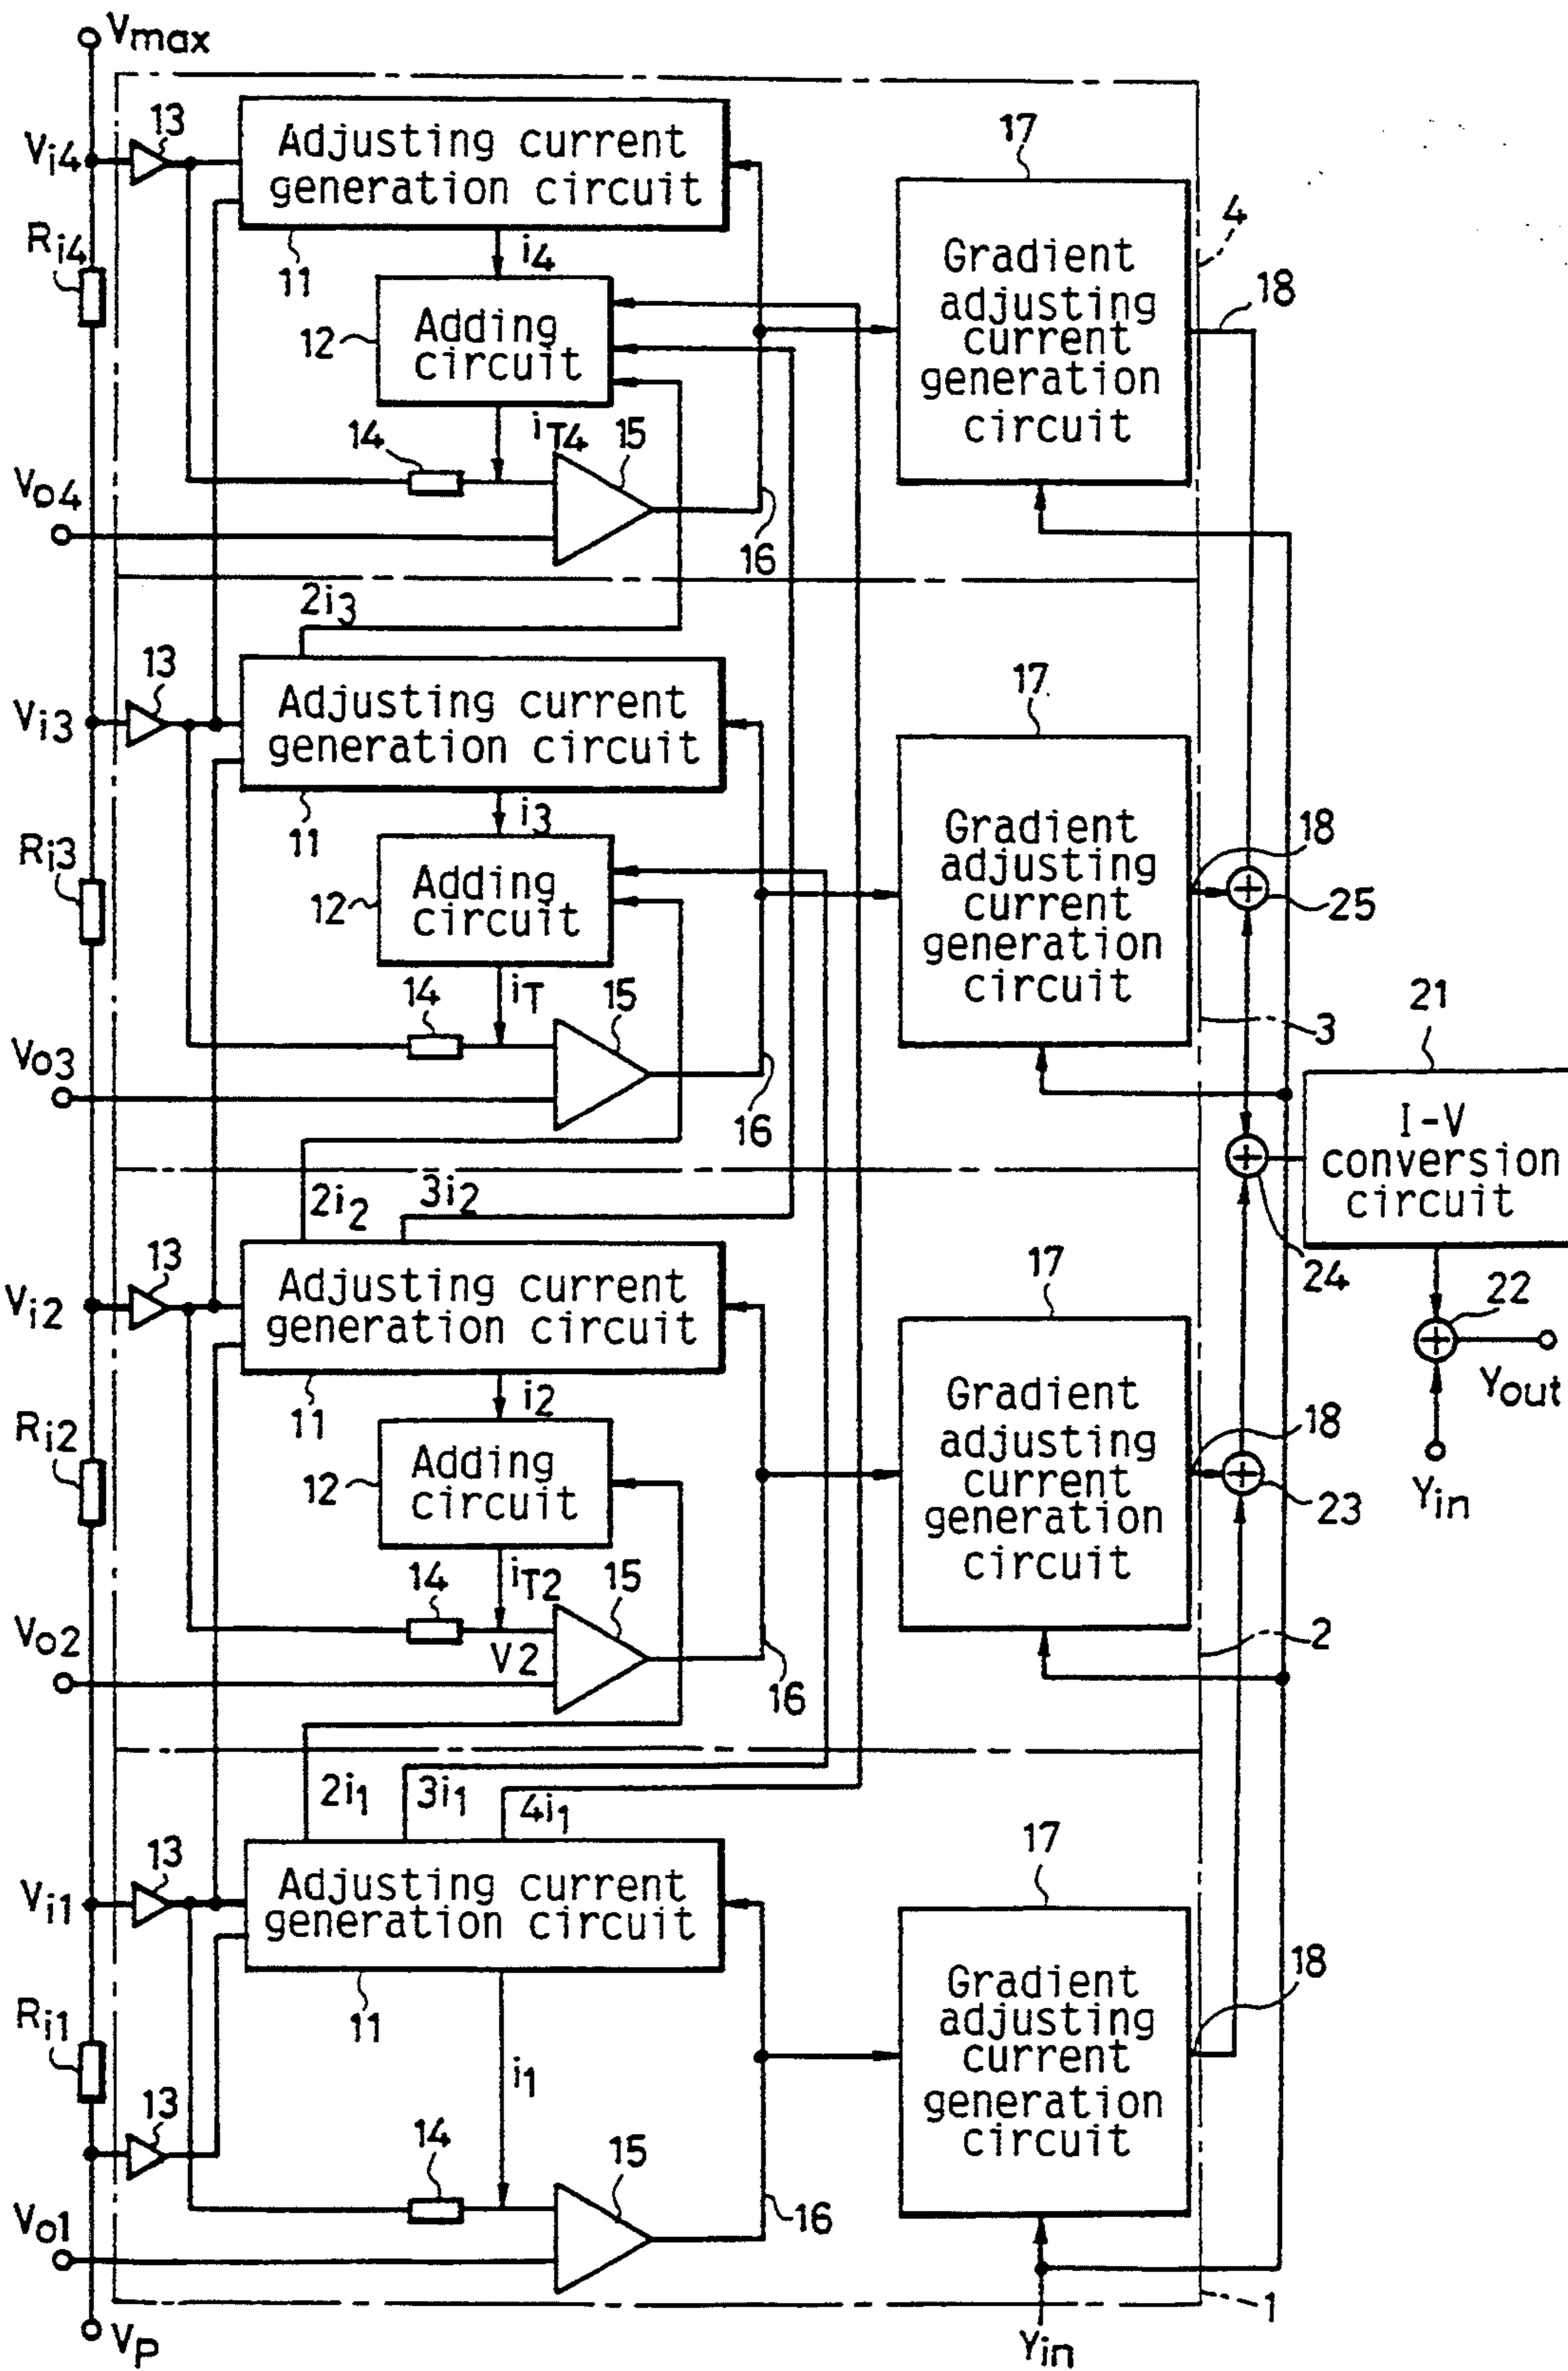 Vmax
13
Vi4
Adjusting current
generation circuit
17
Ri4
11
i4
4
Gradient
adjusting
current
generation
circuit
18
12
Adding
circuit
14
iT4
15
Vo4
16
2i3
13
Vi3
Adjusting current
generation circuit
17
Ri3
11
i3
18
Gradient
adjusting
current
generation
circuit
12
Adding
circuit
25
14
iT
15
21
3
Vo3
16
I-V
conversion
circuit
2i2
3i2
24
13
Vi2
Adjusting current
generation circuit
17
22
Yout
Ri2
11
i2
18
Gradient
adjusting
current
generation
circuit
12
Adding
circuit
23
Yin
14
iT2
15
Vo2
V2
16
2
2i1
3i1
4i1
13
Vi1
Adjusting current
generation circuit
17
Ri1
11
i1
18
Gradient
adjusting
current
generation
circuit
13
14
15
Vo1
16
1
Vp
Yin